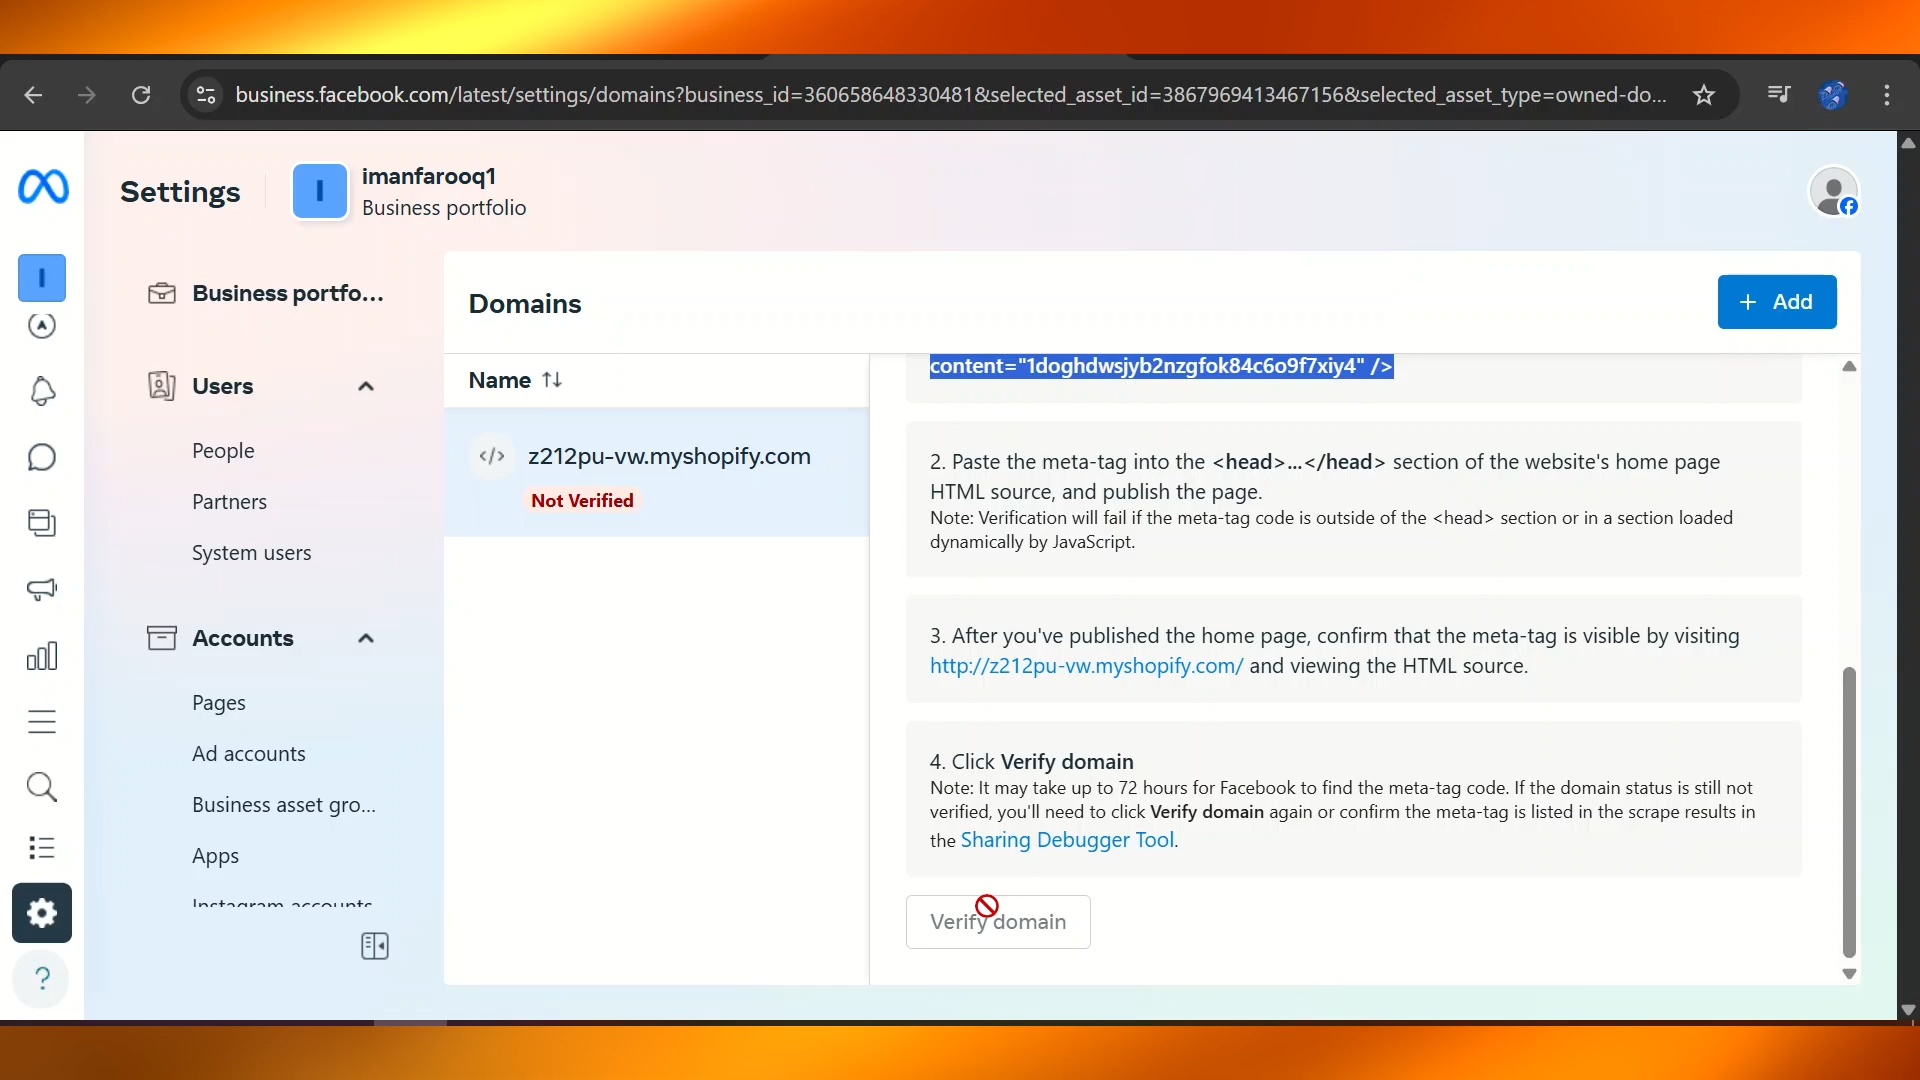 business.facebook.com/latest/settings/domains?business_id=360658648330481&selected_asset_id=3867969413467156&selected_asset_type=owned-do...
Settings
I
imanfarooq1
Business portfolio
I
Business portfo...
Users
People
Partners
System users
Accounts
Pages
Ad accounts
Business asset gro...
Apps
Instagram accounts
?
Domains
+ Add
Name
</> z212pu-vw.myshopify.com
Not Verified
content="1doghdwsjyb2nzgfok84c6o9f7xiy4" />
2. Paste the meta-tag into the <head>...</head> section of the website's home page
HTML source, and publish the page.
Note: Verification will fail if the meta-tag code is outside of the <head> section or in a section loaded
dynamically by JavaScript.
3. After you've published the home page, confirm that the meta-tag is visible by visiting
http://z212pu-vw.myshopify.com/ and viewing the HTML source.
4. Click Verify domain
Note: It may take up to 72 hours for Facebook to find the meta-tag code. If the domain status is still not
verified, you'll need to click Verify domain again or confirm the meta-tag is listed in the scrape results in
the Sharing Debugger Tool.
Verify domain